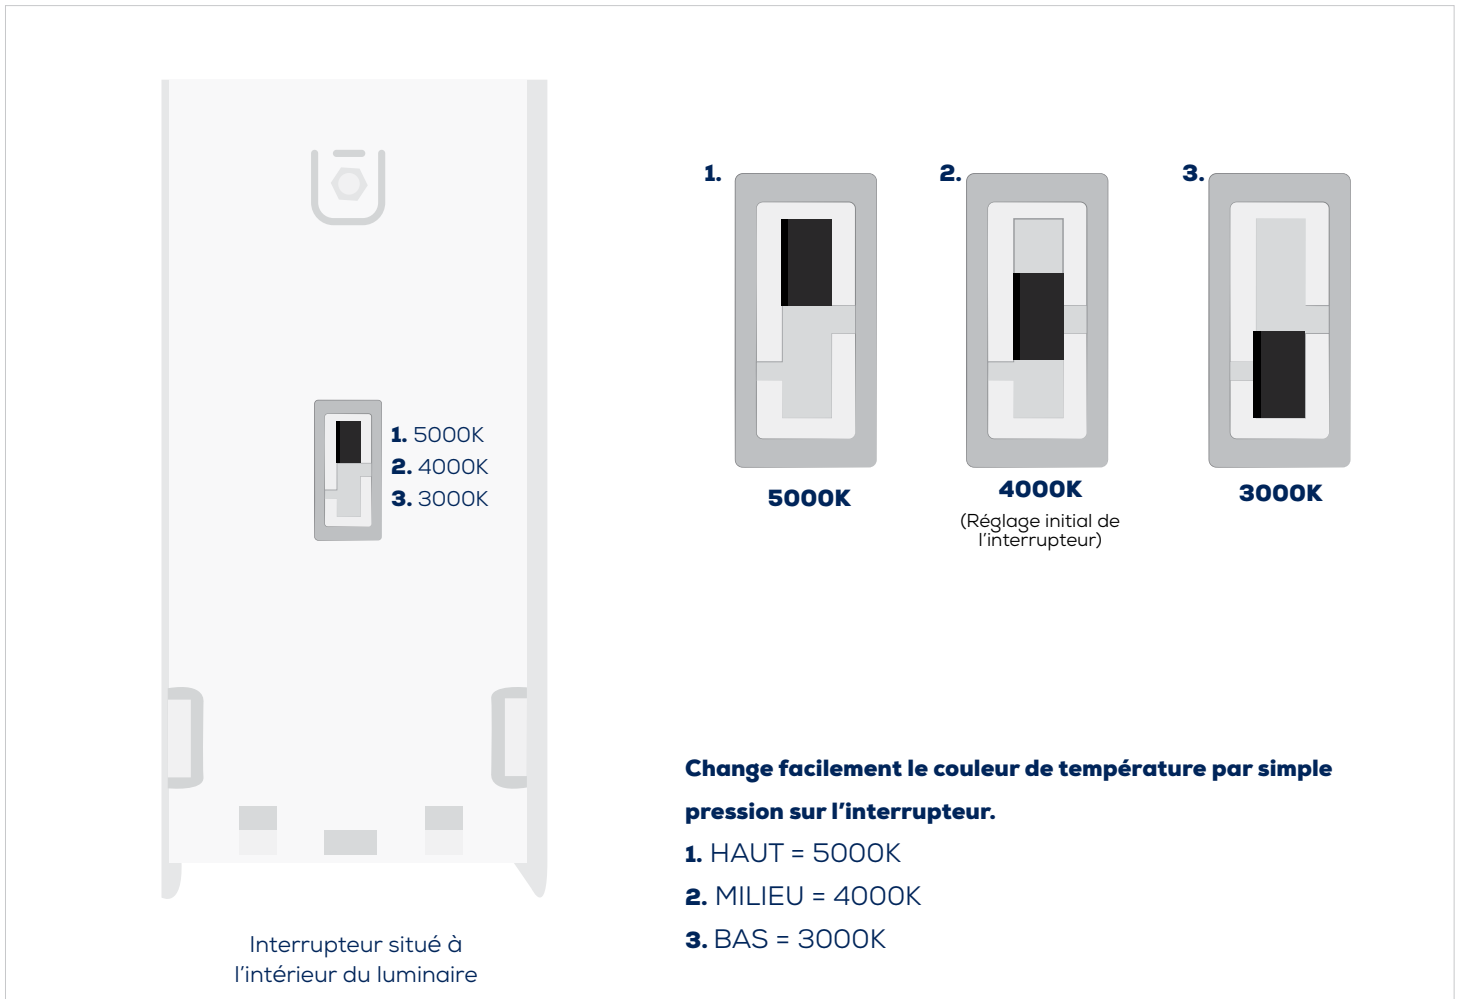 1. 5000K
2. 4000K
3. 3000K
Interrupteur situé à
l'intérieur du luminaire
1.
2.
3.
5000K
4000K
(Réglage initial de
l'interrupteur)
3000K
Change facilement le couleur de température par simple
pression sur l'interrupteur.
1. HAUT = 5000K
2. MILIEU = 4000K
3. BAS = 3000K